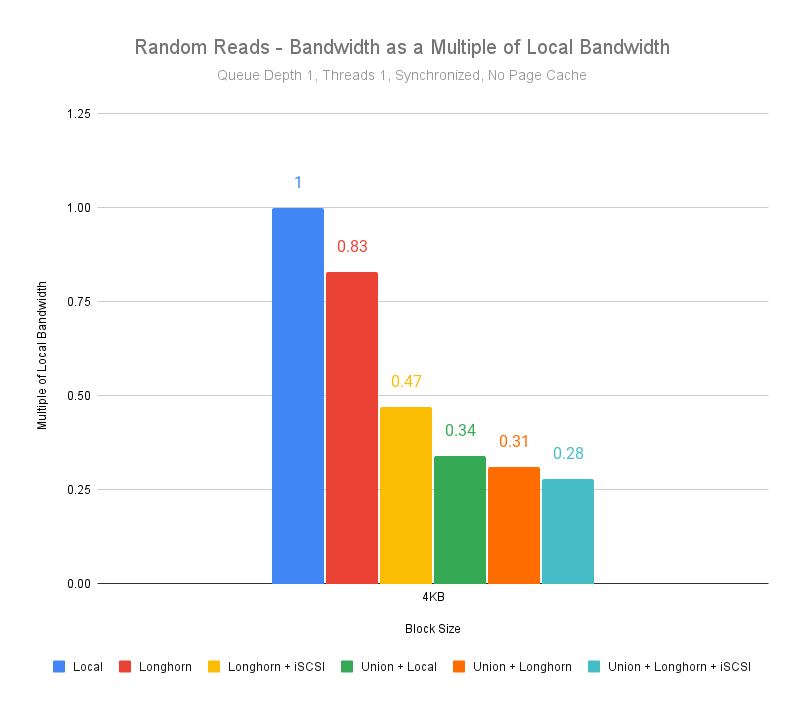 Random Reads - Bandwidth as a Multiple of Local Bandwidth
Queue Depth 1, Threads 1, Synchronized, No Page Cache
1.25
1.00
0.75
0.50
0.25
0.00
Multiple of Local Bandwidth
1
0.83
0.47
0.34
0.31
0.28
4KB
Block Size
Local Longhorn Longhorn + iSCSI Union + Local Union + Longhorn Union + Longhorn + iSCSI